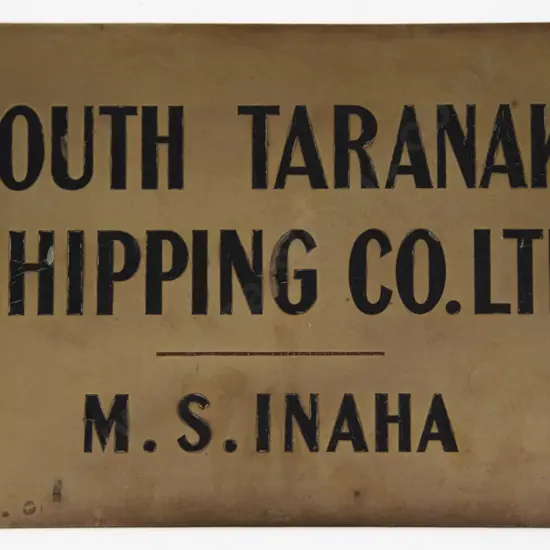 OUTH TARANAK
HIPPING CO. LT
M. S. INAHA